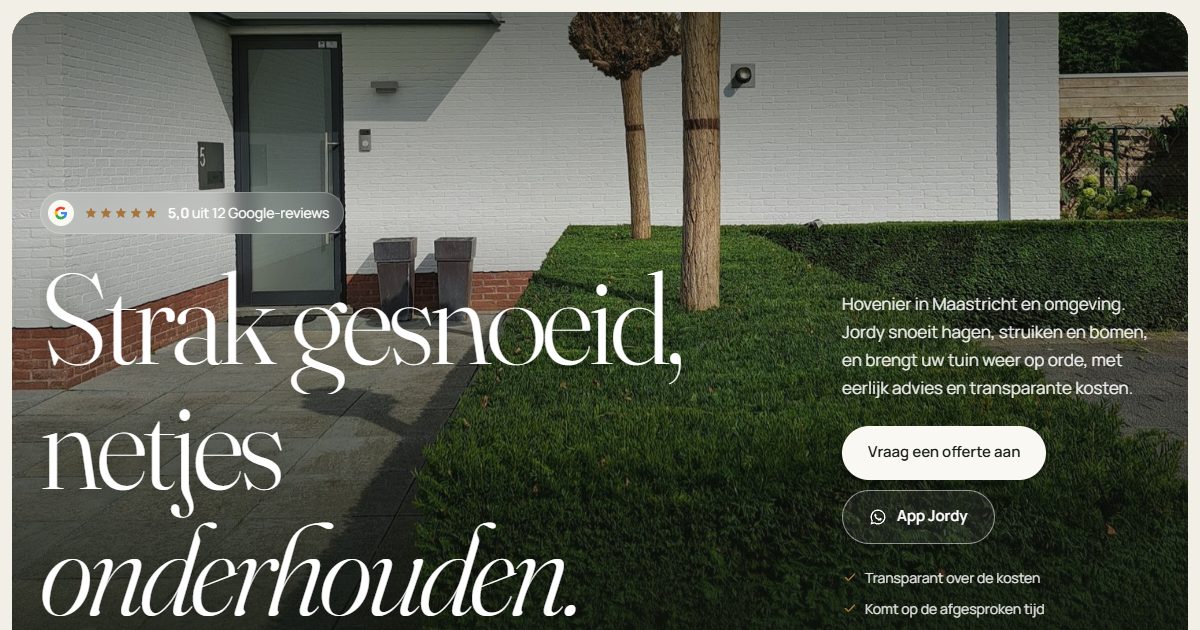 5
5,0 uit 12 Google-reviews
Strak gesnoeid,
netjes
onderhouden.
Hovenier in Maastricht en omgeving.
Jordy snoeit hagen, struiken en bomen,
en brengt uw tuin weer op orde, met
eerlijk advies en transparante kosten.
Vraag een offerte aan
App Jordy
Transparant over de kosten
Komt op de afgesproken tijd